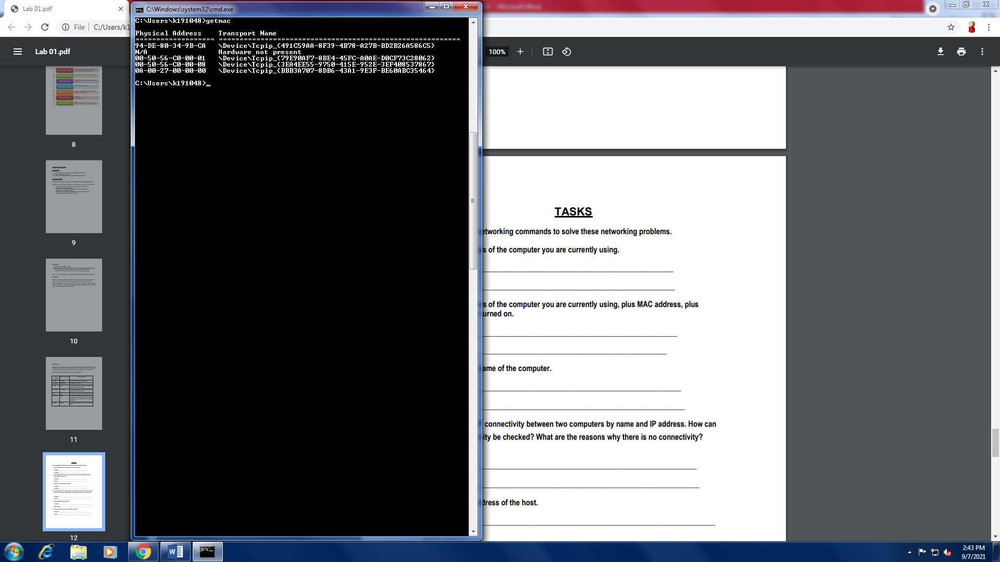 Lab 01.pdf
C:\Windows\system32\cmd.exe
Microsoft Word
File
C:/Users/k1
Lab 01.pdf
100%
C:\Users\k191048>getmac
Physical Address Transport Name
=================== ==========================================================
94-DE-80-34-9B-CA \Device\Tcpip_{491C59AA-8F39-4B78-A27B-BD2B26A586C5}
N/A Hardware not present
00-50-56-C0-00-01 \Device\Tcpip_{79E90AF7-8BE4-45FC-A0AE-D0CF73C28062}
00-50-56-C0-00-08 \Device\Tcpip_{3EA4EE55-9750-415E-952E-3EF408537867}
0A-00-27-00-00-00 \Device\Tcpip_{BBB3A707-8DB6-43A1-9E3F-BE60ABC35464}
C:\Users\k191048>_
8
9
10
11
12
TASKS
etworking commands to solve these networking problems.
s of the computer you are currently using.
s of the computer you are currently using, plus MAC address, plus
urned on.
ame of the computer.
connectivity between two computers by name and IP address. How can
ity be checked? What are the reasons why there is no connectivity?
dress of the host.
2:43 PM
9/7/2021